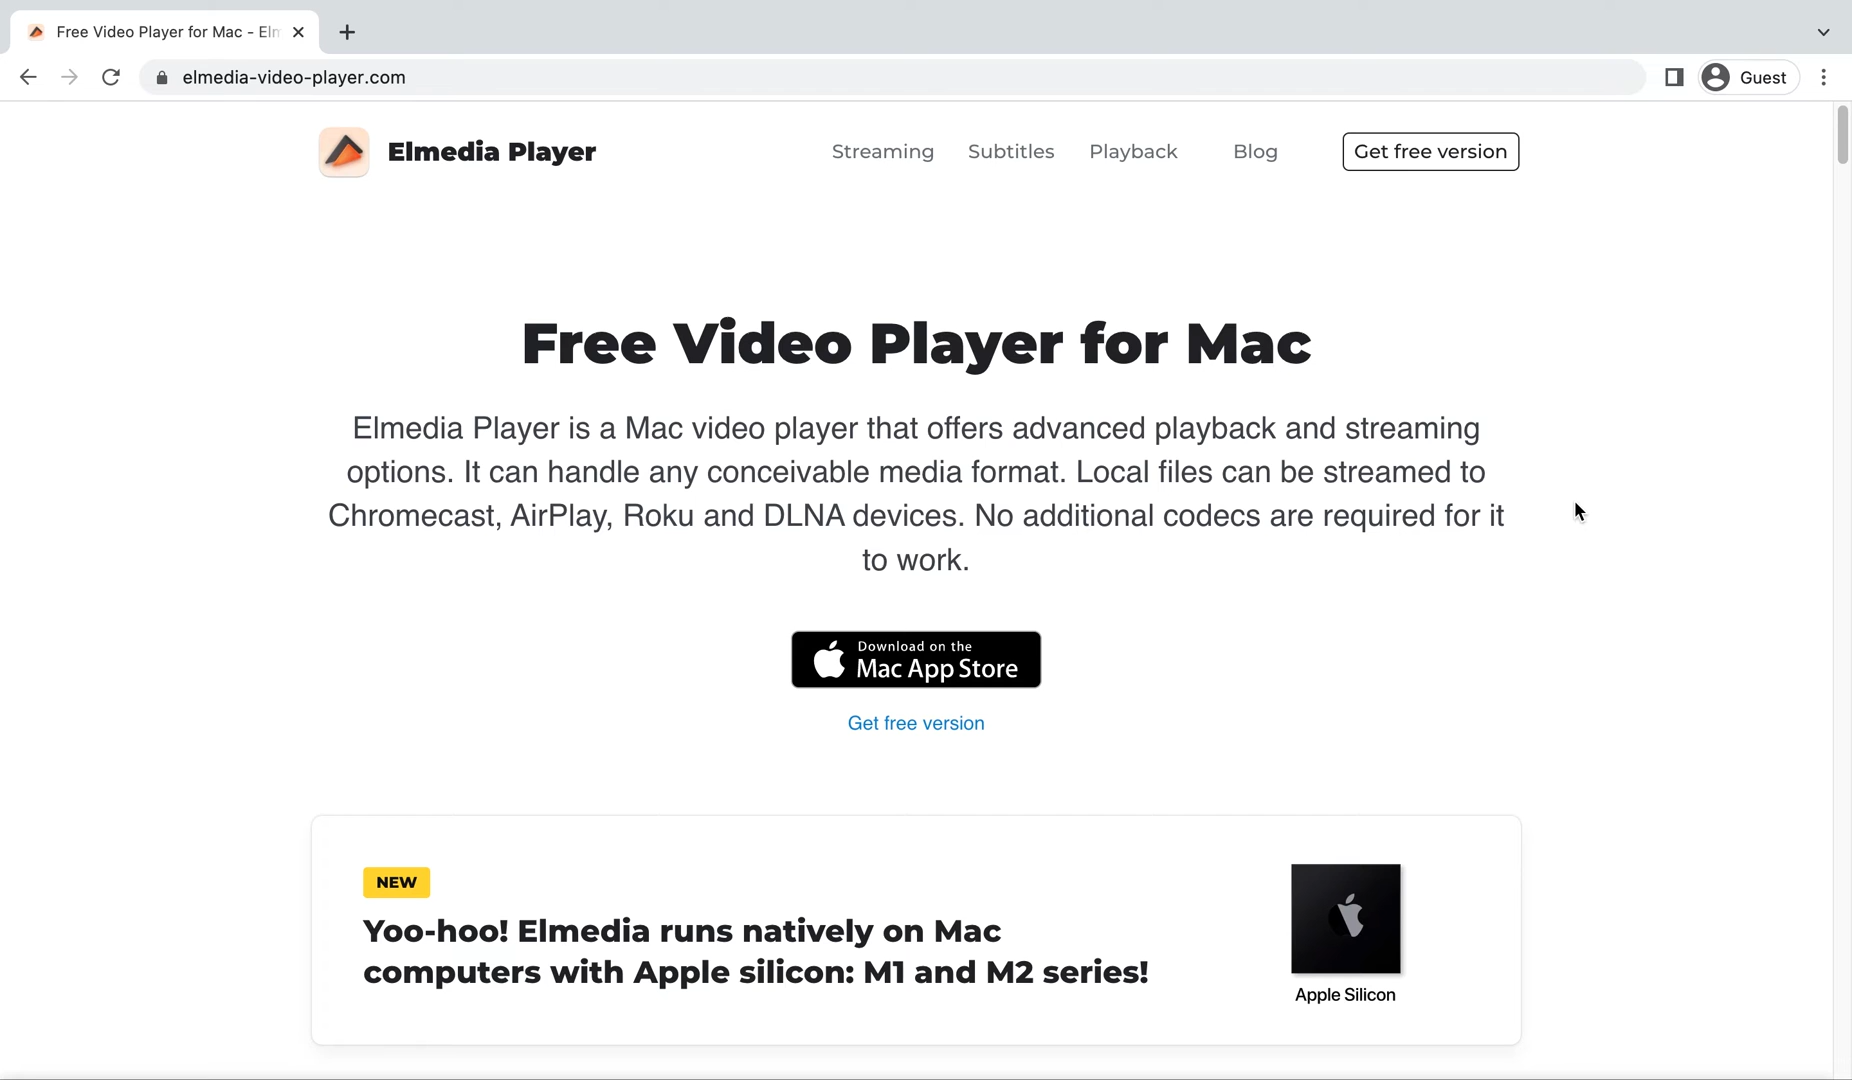 Free Video Player for Mac - Elm
elmedia-video-player.com
Guest
Elmedia Player
Streaming
Subtitles
Playback
Blog
Get free version
Free Video Player for Mac
Elmedia Player is a Mac video player that offers advanced playback and streaming
options. It can handle any conceivable media format. Local files can be streamed to
Chromecast, AirPlay, Roku and DLNA devices. No additional codecs are required for it
to work.
Download on the
Mac App Store
Get free version
NEW
Yoo-hoo! Elmedia runs natively on Mac
computers with Apple silicon: M1 and M2 series!
Apple Silicon